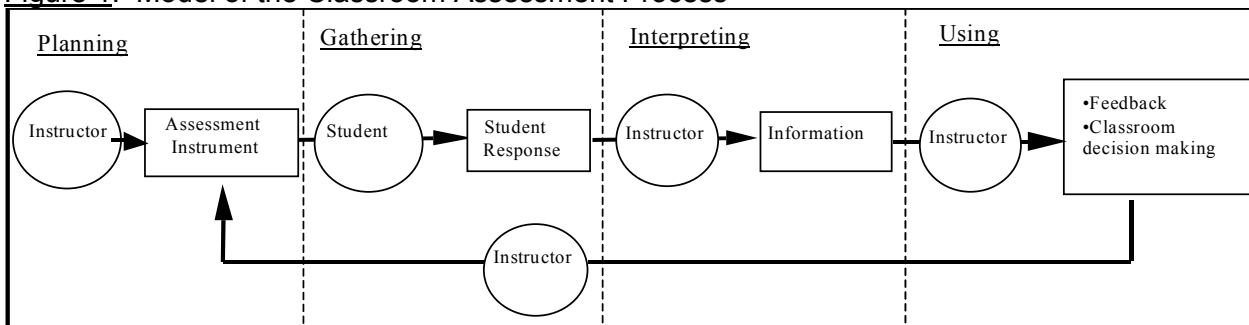 Figure 1. Model of the Classroom Assessment Process
Planning
Gathering
Interpreting
Using
Instructor
Assessment
Instrument
Student
Student
Response
Instructor
Information
Instructor
•Feedback
•Classroom
decision making
Instructor